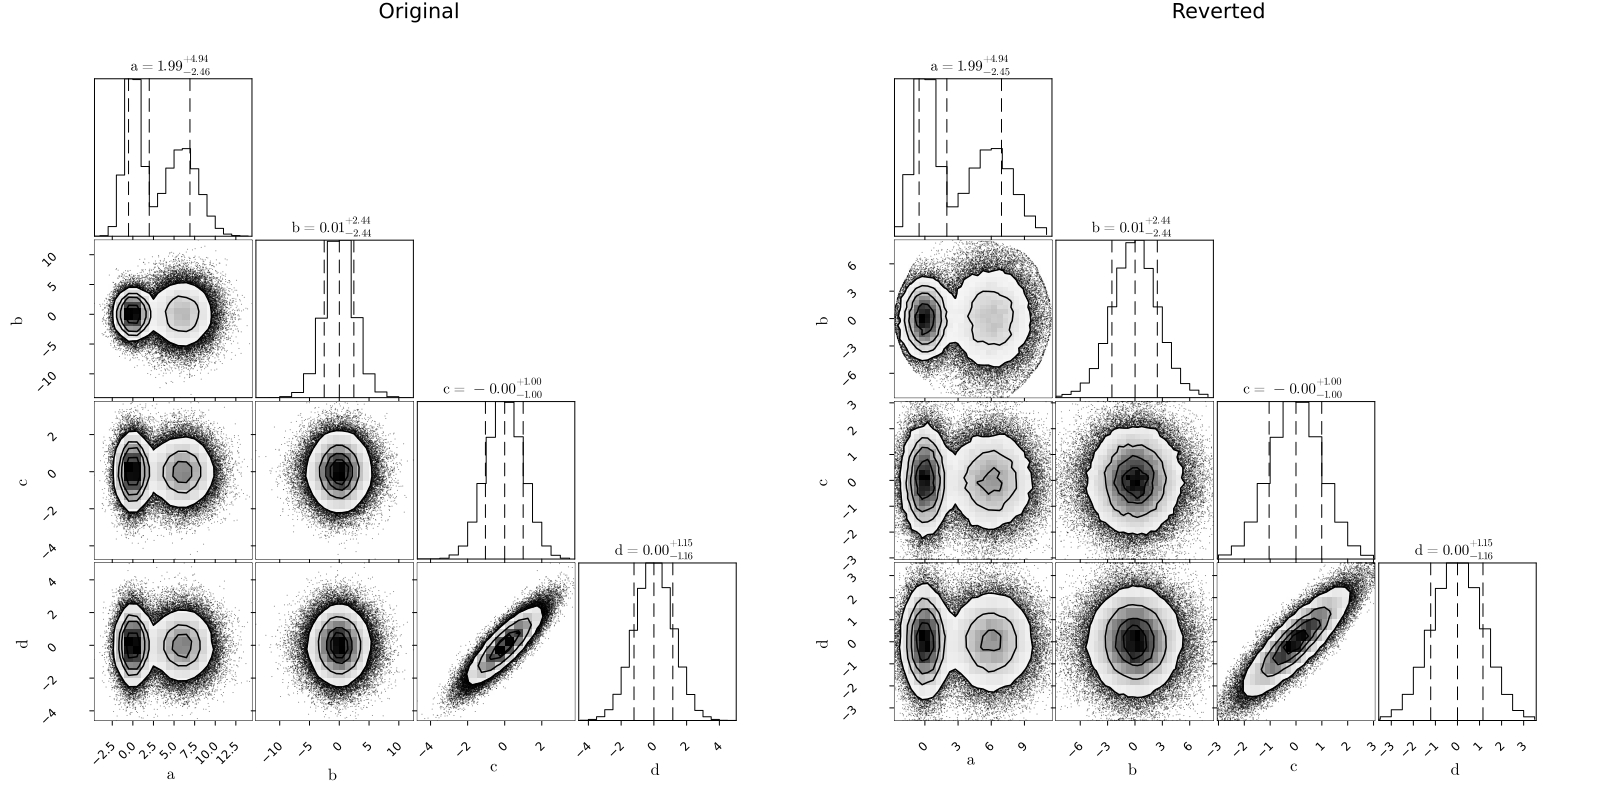 Original
Reverted
a = 1.99 +4.94 −2.46
b = 0.01 +2.44 −2.44
c = −0.00 +1.00 −1.00
d = 0.00 +1.15 −1.16
b
10
5
0
−5
−10
c
2
0
−2
−4
d
4
2
0
−2
−4
−2.5 0.0 2.5 5.0 7.5 10.0 12.5
a
−10 −5 0 5 10
b
−4 −2 0 2
c
−4 −2 0 2 4
d
a = 1.99 +4.94 −2.45
b = 0.01 +2.44 −2.44
c = −0.00 +1.00 −1.00
d = 0.00 +1.15 −1.16
b
6
3
0
−3
−6
c
3
2
1
0
−1
−2
−3
d
3
2
1
0
−1
−2
−3
0 3 6 9
a
−6 −3 0 3 6
b
−3 −2 −1 0 1 2 3
c
−3 −2 −1 0 1 2 3
d